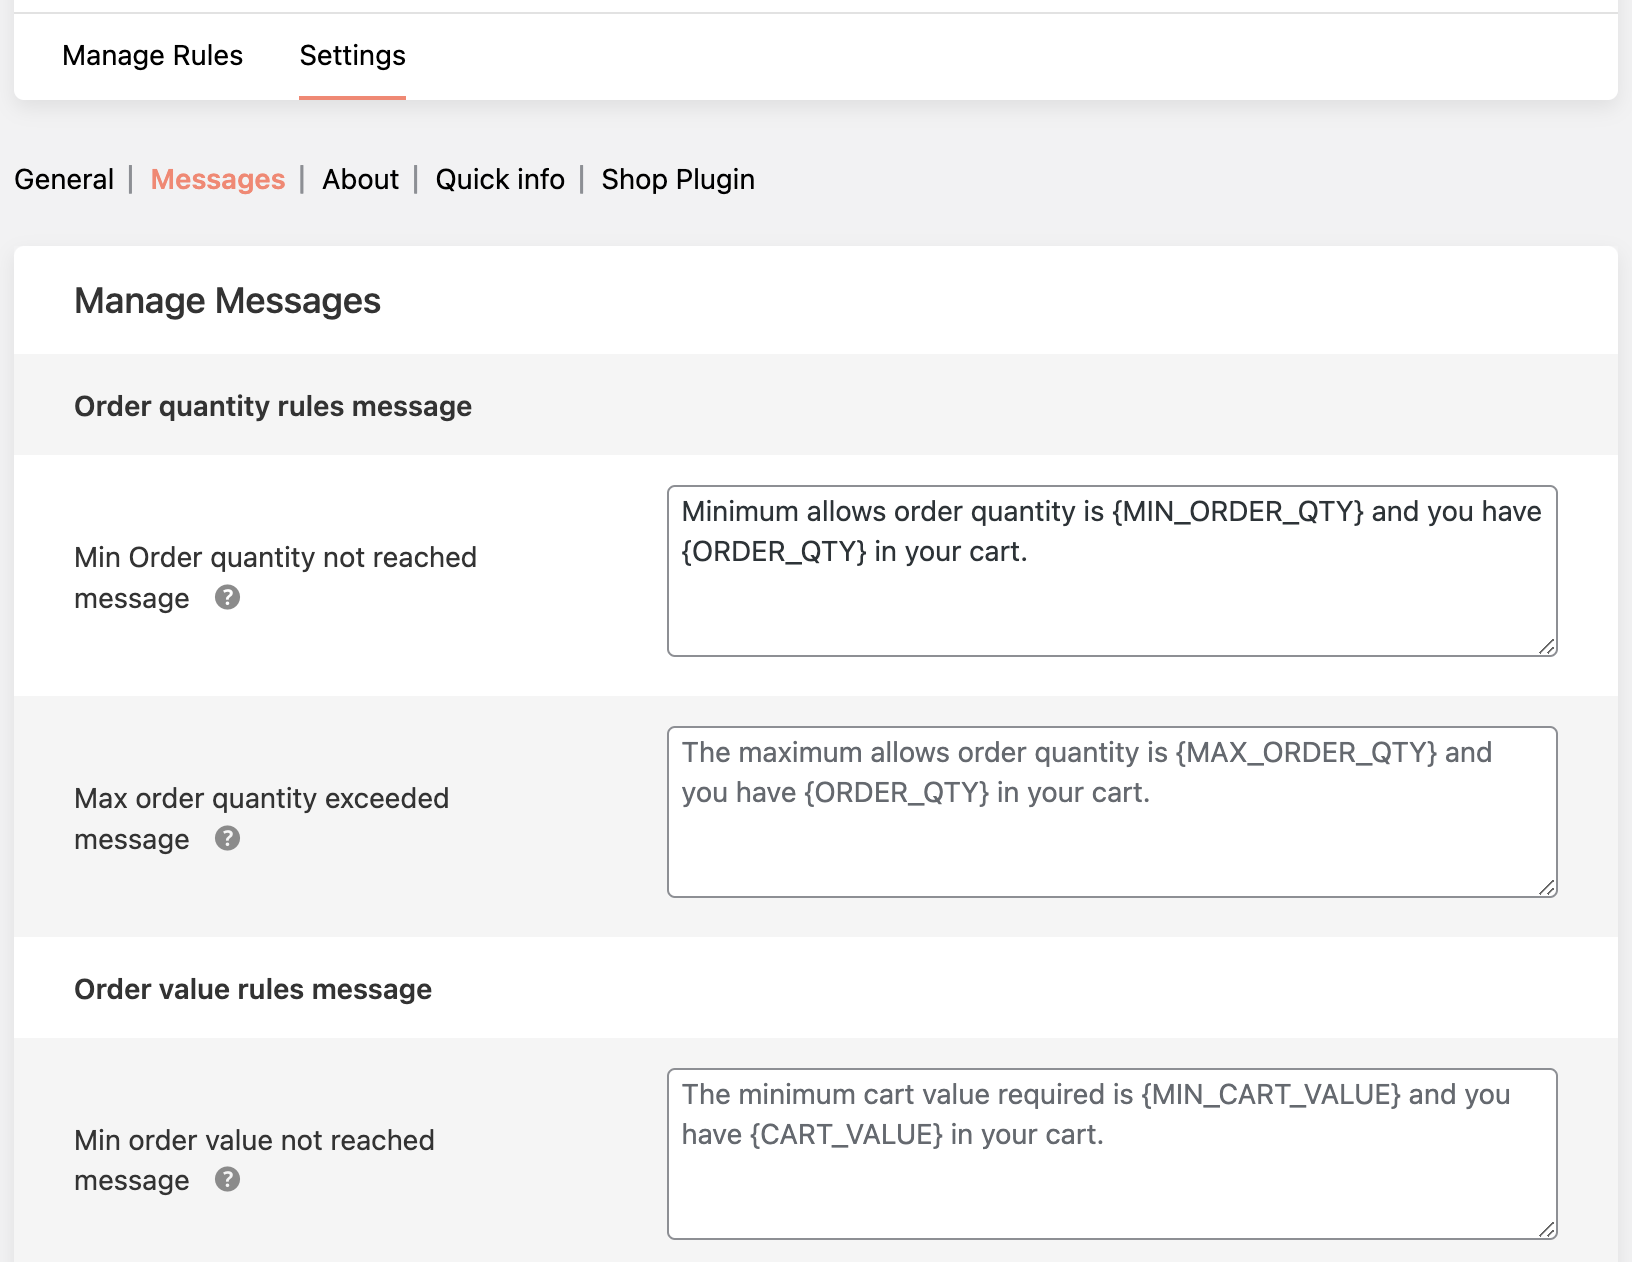 Manage Rules Settings
General | Messages | About | Quick info | Shop Plugin
Manage Messages
Order quantity rules message
Min Order quantity not reached
message ?
Minimum allows order quantity is {MIN_ORDER_QTY} and you have
{ORDER_QTY} in your cart.
Max order quantity exceeded
message ?
The maximum allows order quantity is {MAX_ORDER_QTY} and
you have {ORDER_QTY} in your cart.
Order value rules message
Min order value not reached
message ?
The minimum cart value required is {MIN_CART_VALUE} and you
have {CART_VALUE} in your cart.